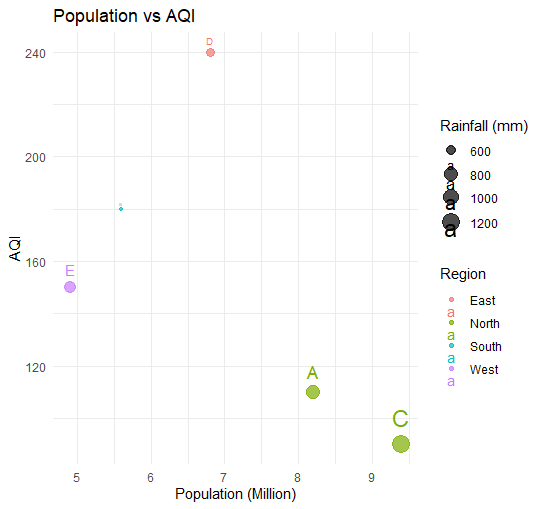 Population vs AQI
240
200
160
120
AQI
D
E
A
C
5 6 7 8 9
Population (Million)
Rainfall (mm)
a 600
a 800
a 1000
a 1200
Region
a East
a North
a South
a West